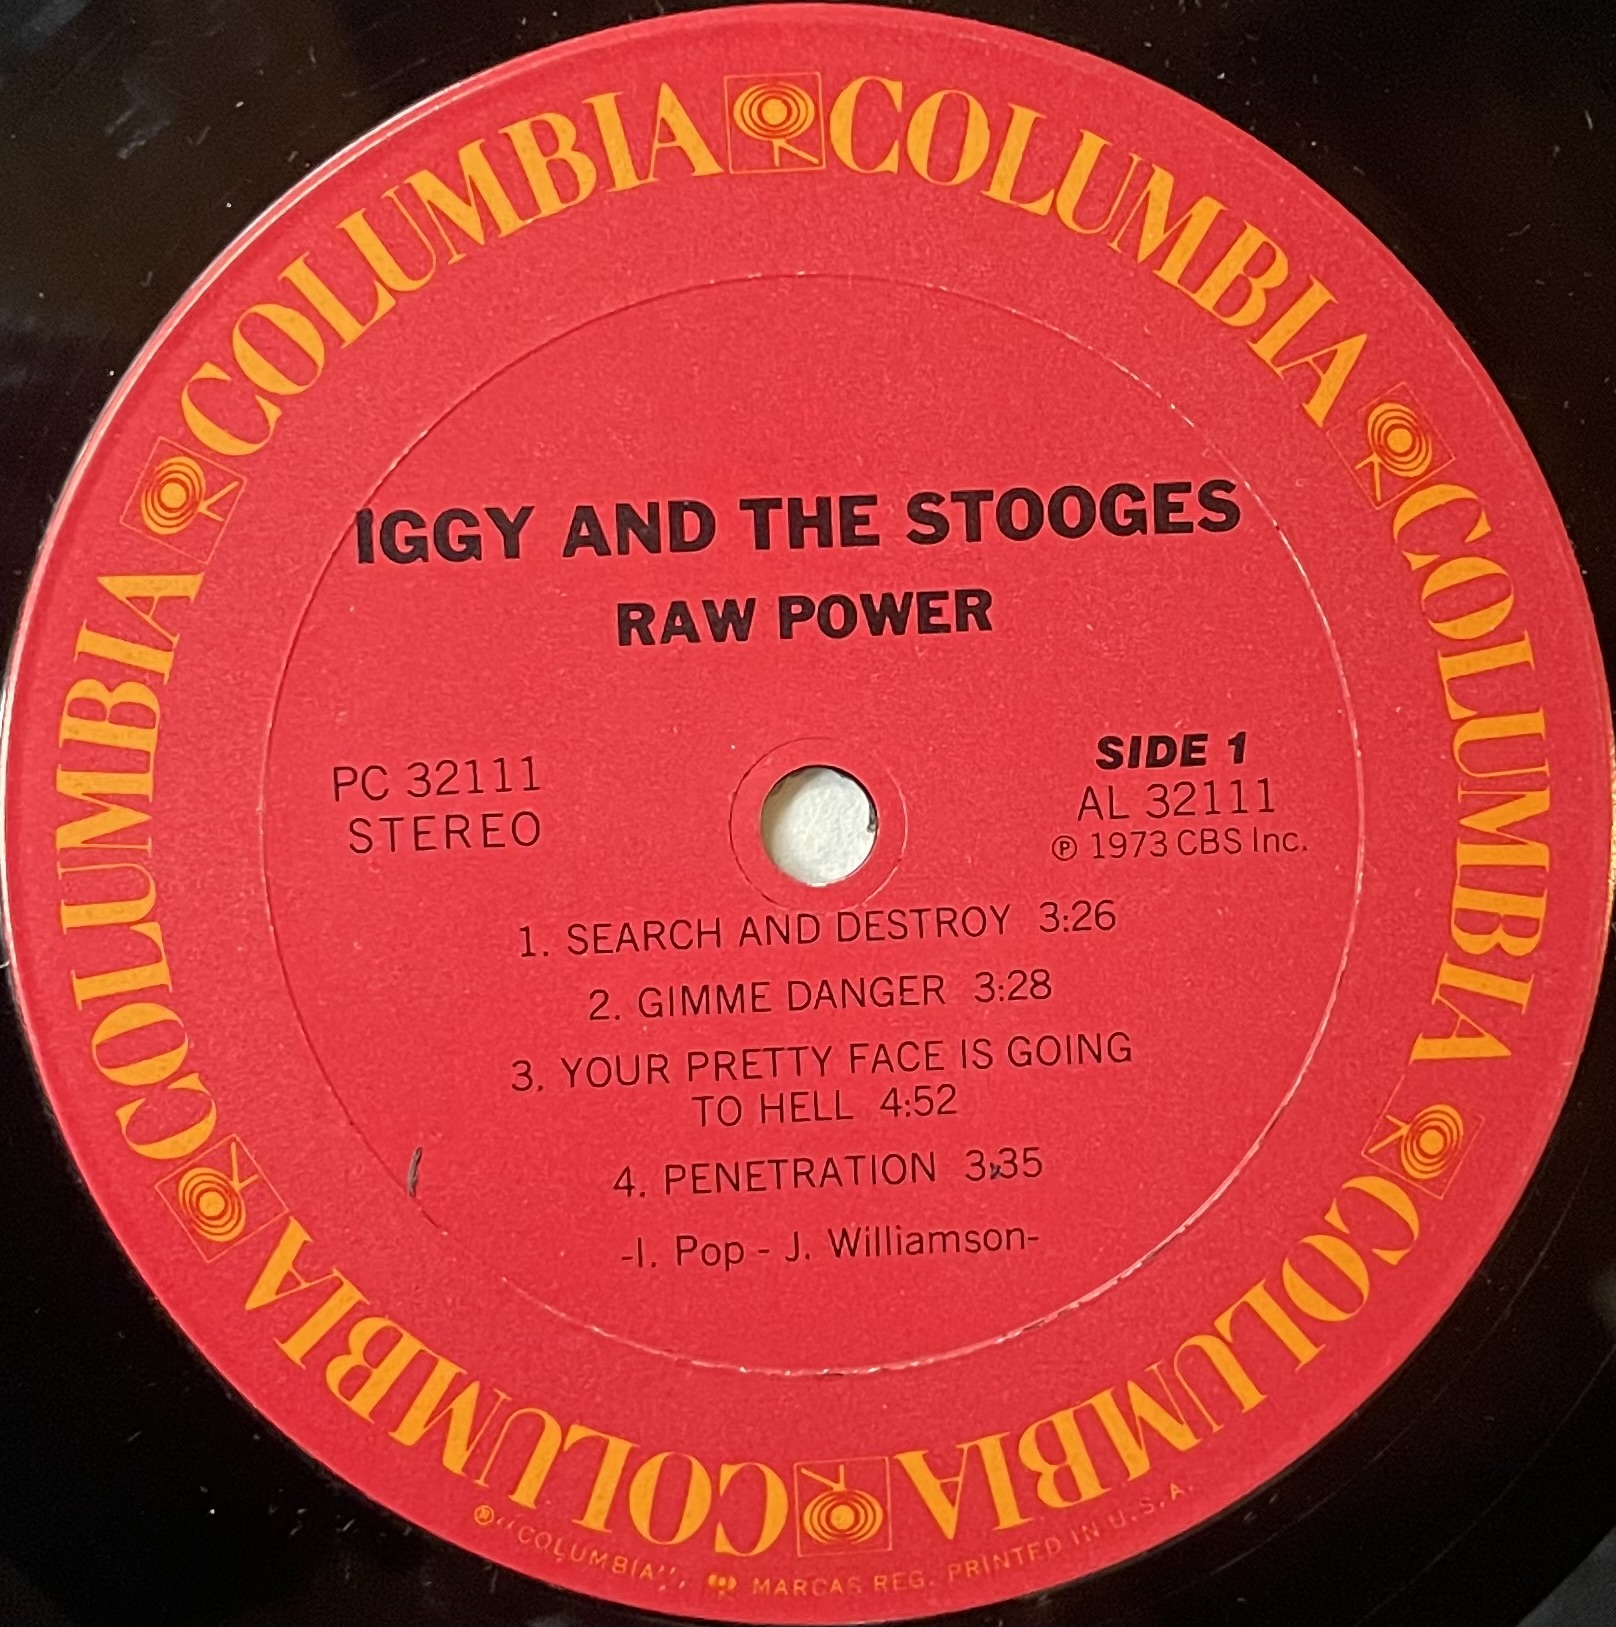 COLUMBIA COLUMBIA COLUMBIA COLUMBIA COLUMBIA COLUMBIA
IGGY AND THE STOOGES
RAW POWER
PC 32111
STEREO
SIDE 1
AL 32111
℗ 1973 CBS Inc.
1. SEARCH AND DESTROY 3:26
2. GIMME DANGER 3:28
3. YOUR PRETTY FACE IS GOING
TO HELL 4:52
4. PENETRATION 3:35
-I. Pop - J. Williamson-
® "COLUMBIA", MARCAS REG. PRINTED IN U.S.A.